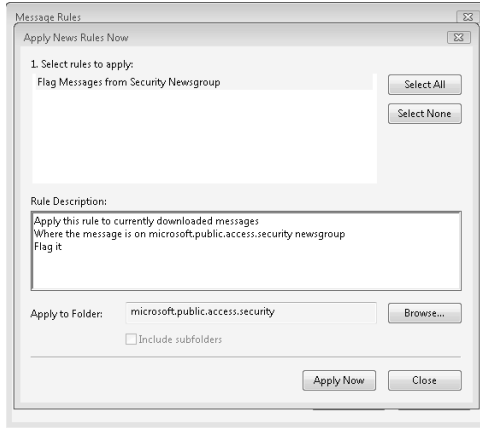 Message Rules
Apply News Rules Now
1. Select rules to apply:
Flag Messages from Security Newsgroup
Select All
Select None
Rule Description:
Apply this rule to currently downloaded messages
Where the message is on microsoft.public.access.security newsgroup
Flag it
Apply to Folder:
microsoft.public.access.security
Browse...
Include subfolders
Apply Now
Close